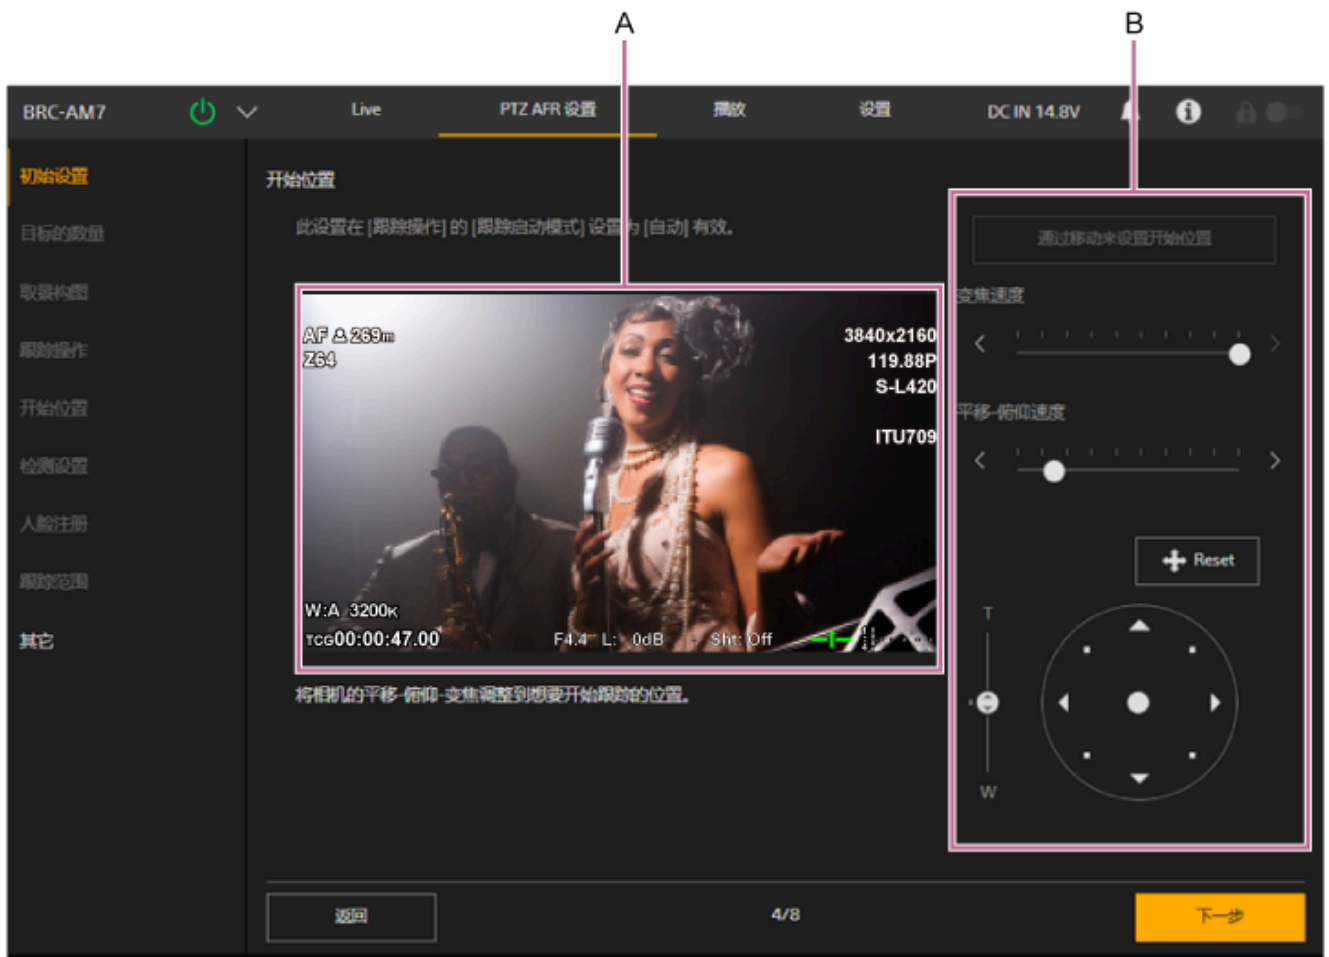 A
B
BRC-AM7
Live
PTZ AFR 设置
播放
设置
DC IN 14.8V
初始设置
目标的数量
取景构图
跟踪操作
开始位置
检测设置
人脸注册
跟踪范围
其它
开始位置
此设置在 [跟踪操作] 的 [跟踪启动模式] 设置为 [自动] 有效。
AF 269m
Z64
3840x2160
119.88P
S-L420
ITU709
W:A 3200K
TCG00:00:47.00
F4.4 L: 0dB Sht: Off
将相机的平移-俯仰-变焦调整到想要开始跟踪的位置。
通过移动来设置开始位置
变焦速度
平移-俯仰速度
Reset
T
W
返回
4/8
下一步